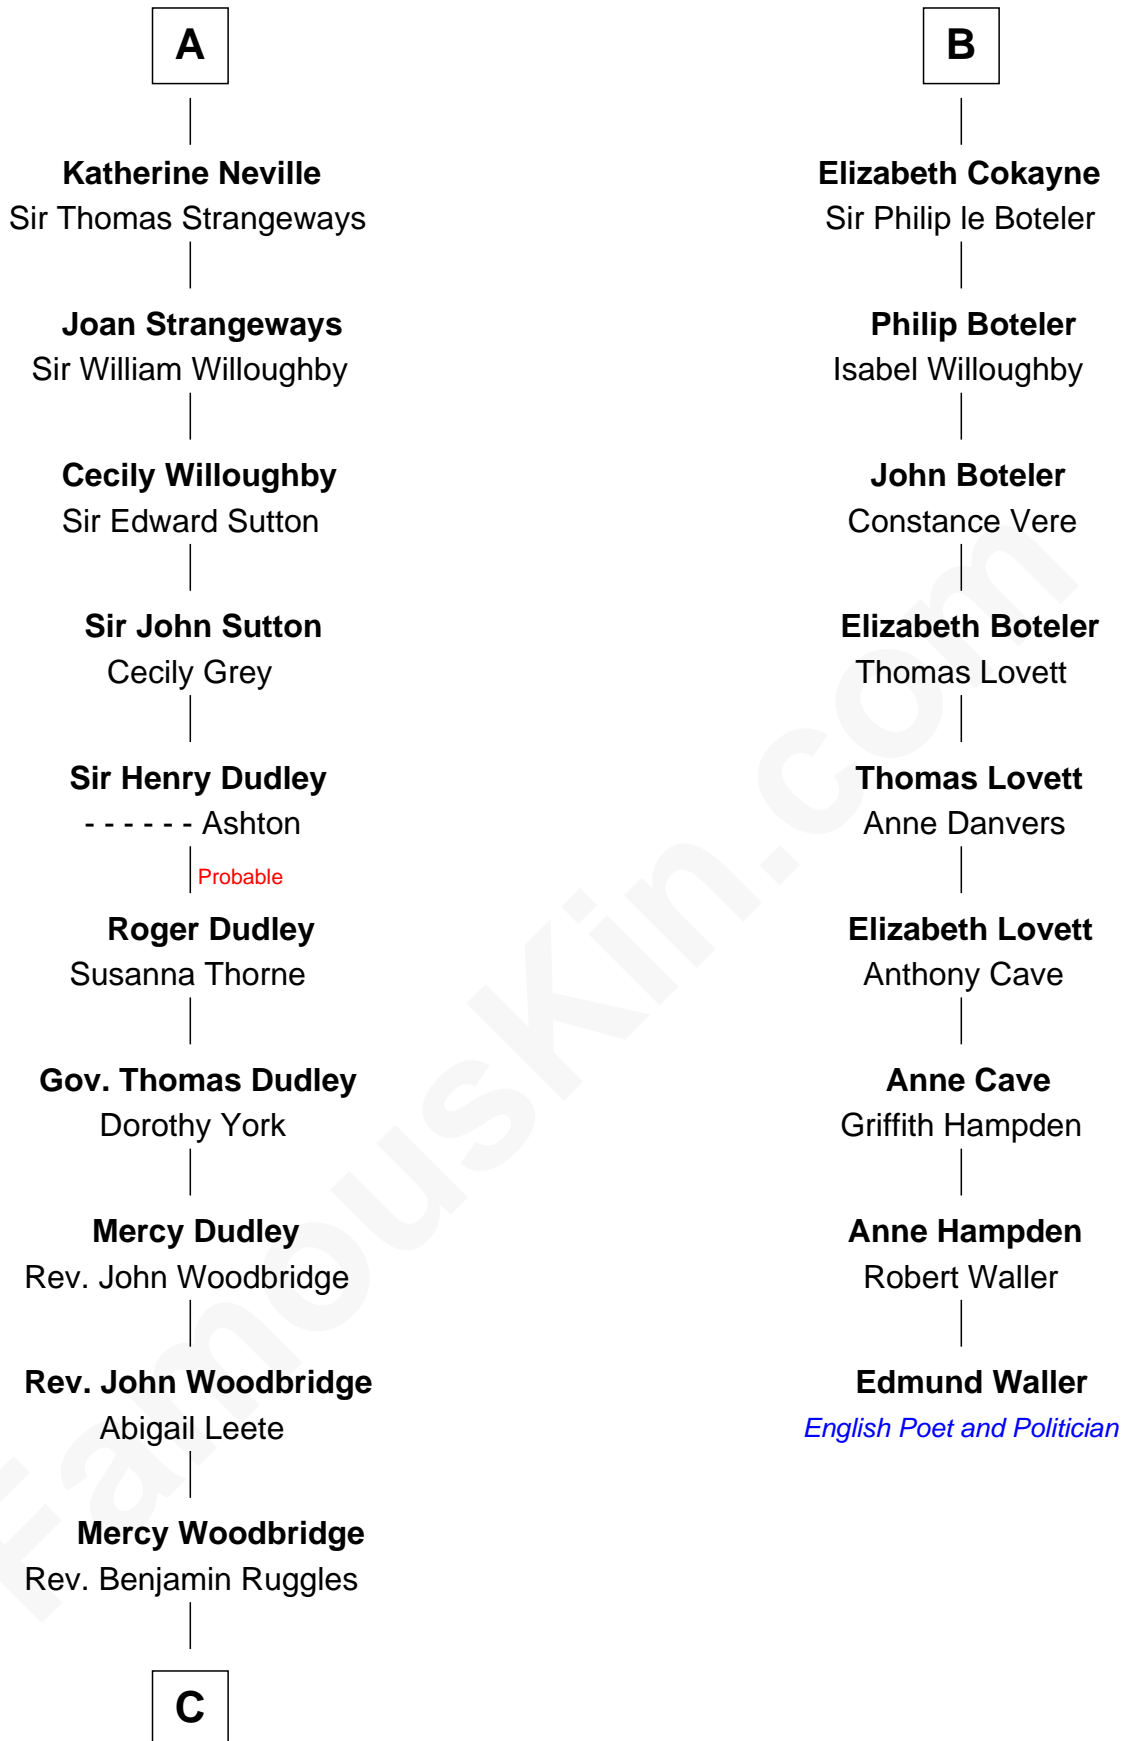 A
Katherine Neville
Sir Thomas Strangeways
Joan Strangeways
Sir William Willoughby
Cecily Willoughby
Sir Edward Sutton
Sir John Sutton
Cecily Grey
Sir Henry Dudley
- - - - - - Ashton
Probable
Roger Dudley
Susanna Thorne
Gov. Thomas Dudley
Dorothy York
Mercy Dudley
Rev. John Woodbridge
Rev. John Woodbridge
Abigail Leete
Mercy Woodbridge
Rev. Benjamin Ruggles
C
B
Elizabeth Cokayne
Sir Philip le Boteler
Philip Boteler
Isabel Willoughby
John Boteler
Constance Vere
Elizabeth Boteler
Thomas Lovett
Thomas Lovett
Anne Danvers
Elizabeth Lovett
Anthony Cave
Anne Cave
Griffith Hampden
Anne Hampden
Robert Waller
Edmund Waller
English Poet and Politician
FamousKin.com